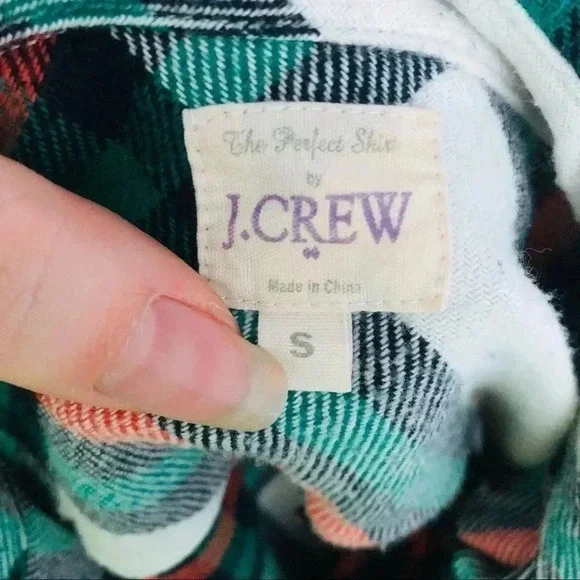 The Perfect Shirt
by
J.CREW
Made in China
S